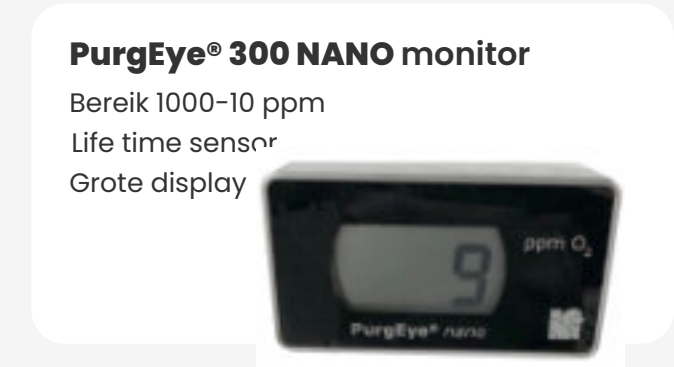 PurgEye® 300 NANO monitor
Bereik 1000-10 ppm
Life time sensor
Grote display
9
ppm O₂
PurgEye® nano